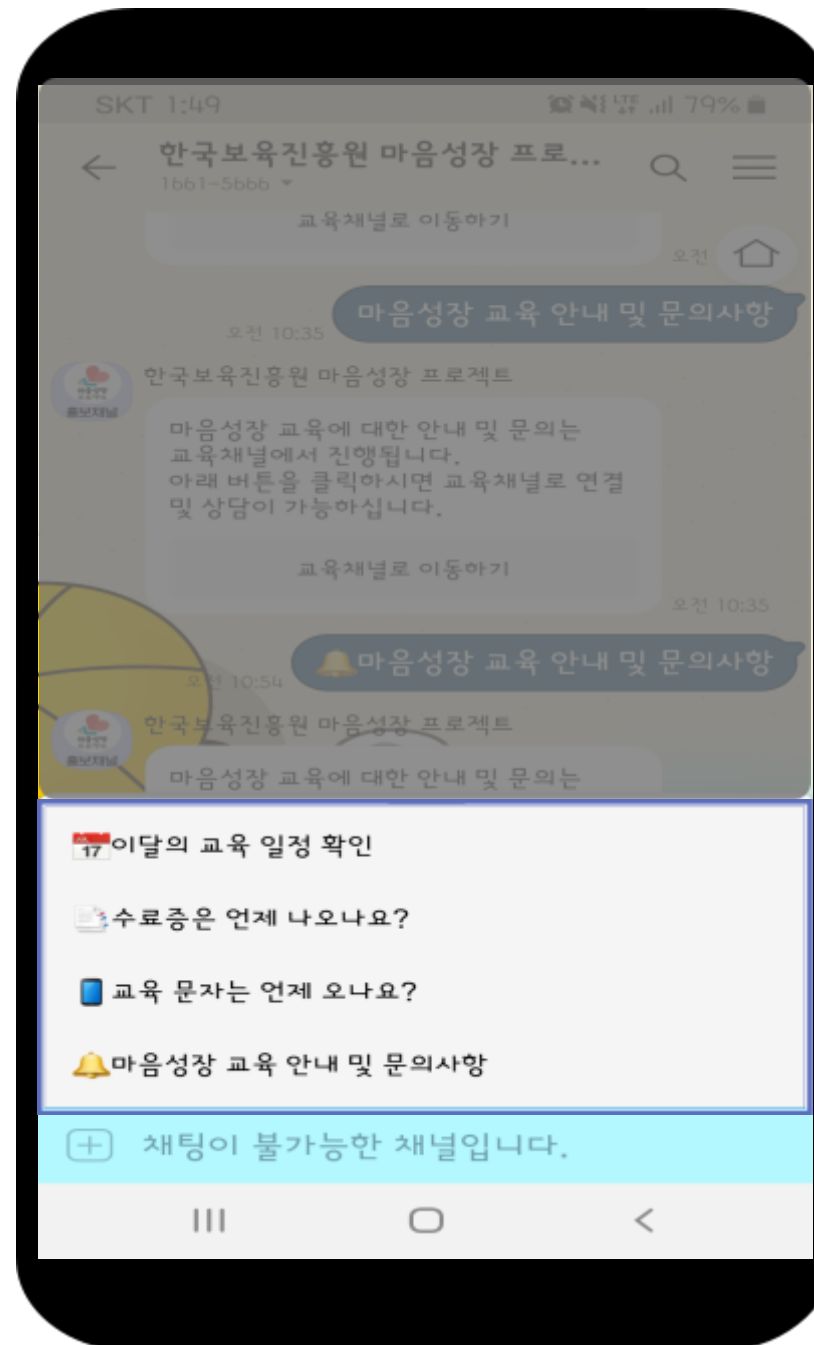 SKT 1:49 LTE 79%
한국보육진흥원 마음성장 프로...
1661-5666
교육채널로 이동하기
오전
마음성장 교육 안내 및 문의사항
오전 10:35
한국보육진흥원 마음성장 프로젝트
홍보채널
마음성장 교육에 대한 안내 및 문의는
교육채널에서 진행됩니다.
아래 버튼을 클릭하시면 교육채널로 연결
및 상담이 가능하십니다.
교육채널로 이동하기
오전 10:35
🔔마음성장 교육 안내 및 문의사항
오전 10:54
한국보육진흥원 마음성장 프로젝트
홍보채널
마음성장 교육에 대한 안내 및 문의는
17 이달의 교육 일정 확인
수료증은 언제 나오나요?
교육 문자는 언제 오나요?
🔔마음성장 교육 안내 및 문의사항
채팅이 불가능한 채널입니다.